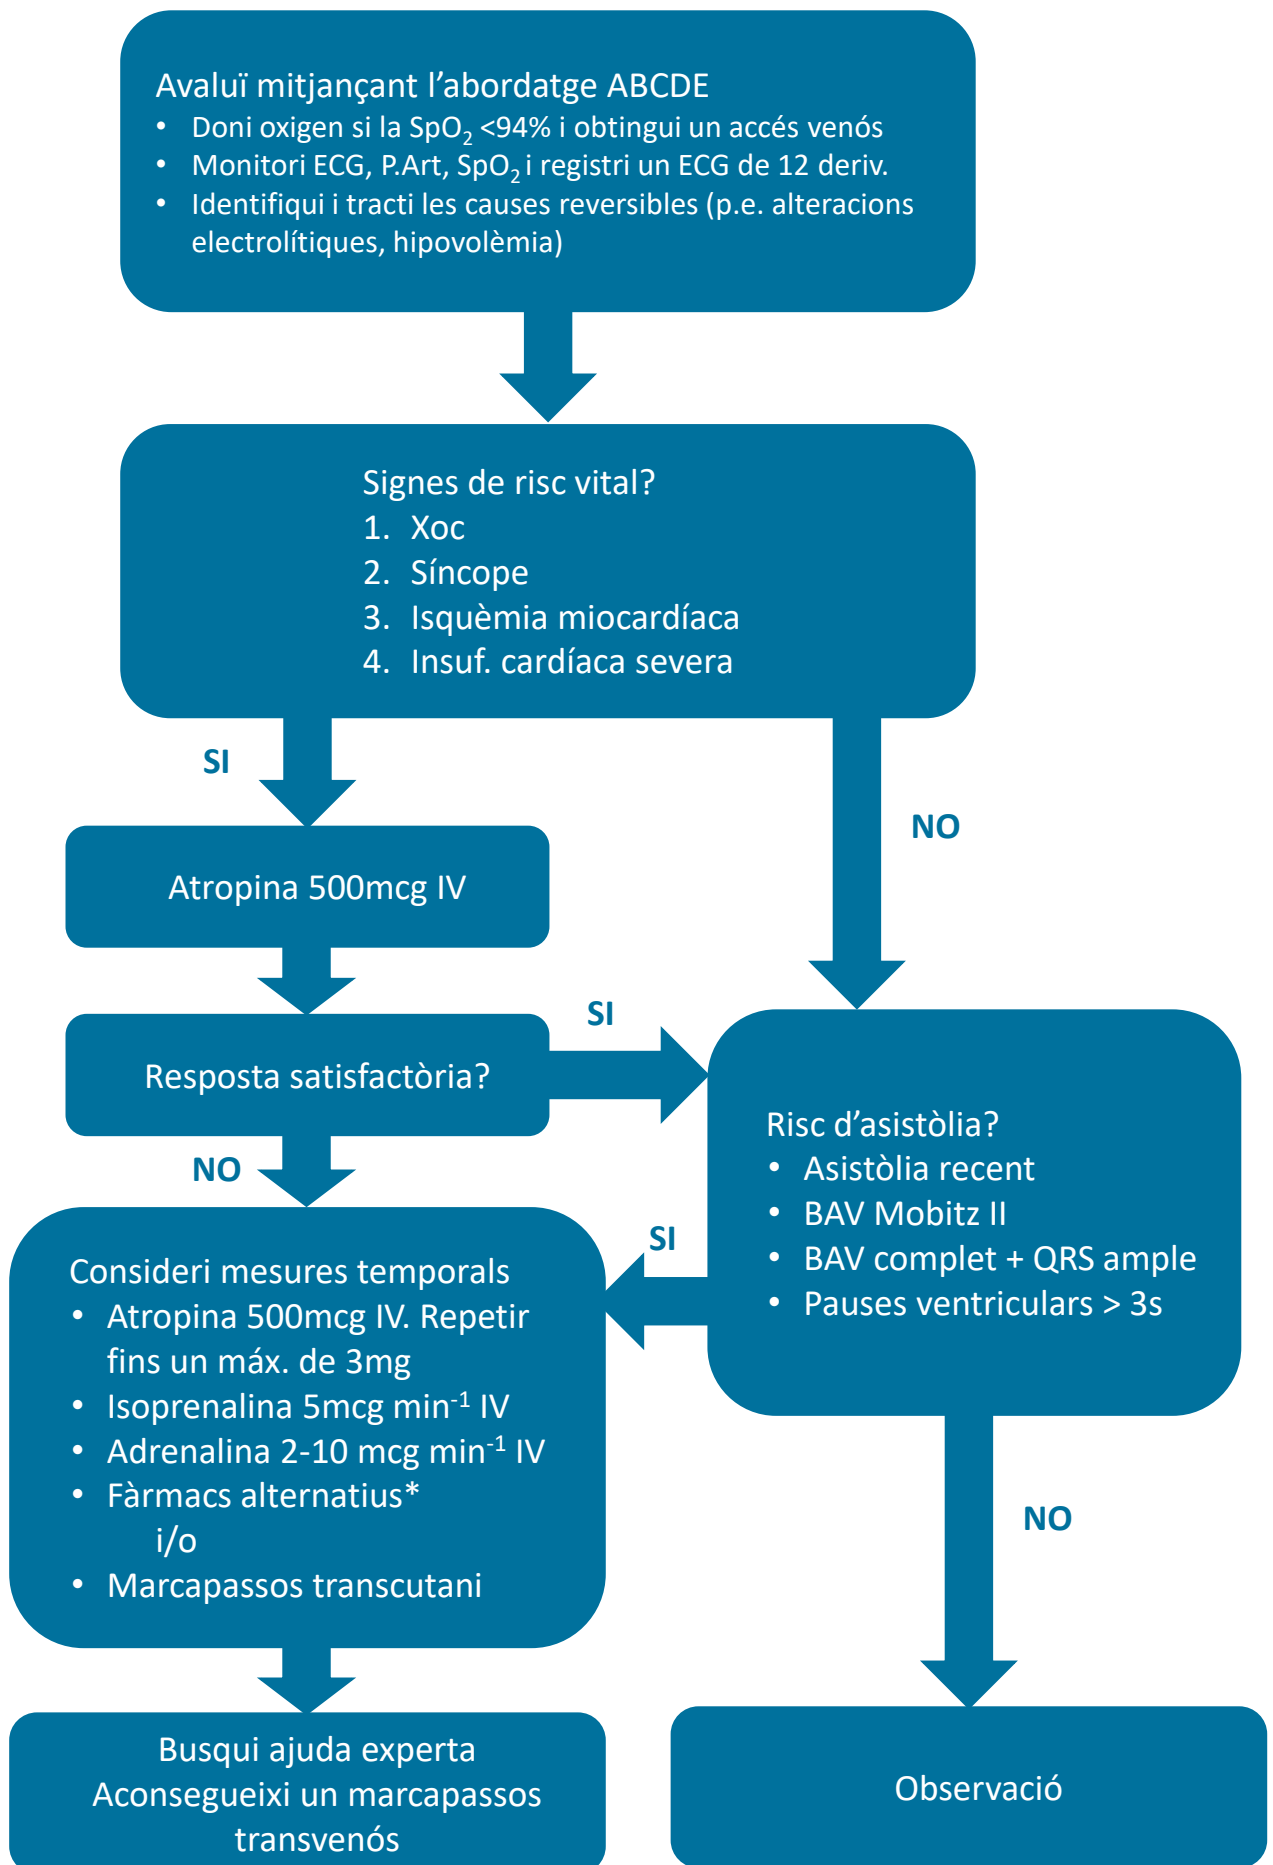 Avaluï mitjançant l'abordatge ABCDE
• Doni oxigen si la SpO₂ <94% i obtingui un accés venós
• Monitori ECG, P.Art, SpO₂ i registri un ECG de 12 deriv.
• Identifiqui i tracti les causes reversibles (p.e. alteracions
electrolítiques, hipovolèmia)
Signes de risc vital?
1. Xoc
2. Síncope
3. Isquèmia miocardíaca
4. Insuf. cardíaca severa
SI
NO
Atropina 500mcg IV
Resposta satisfactòria?
SI
NO
Risc d'asistòlia?
• Asistòlia recent
• BAV Mobitz II
• BAV complet + QRS ample
• Pauses ventriculars > 3s
SI
NO
Consideri mesures temporals
• Atropina 500mcg IV. Repetir
fins un máx. de 3mg
• Isoprenalina 5mcg min⁻¹ IV
• Adrenalina 2-10 mcg min⁻¹ IV
• Fàrmacs alternatius*
i/o
• Marcapassos transcutani
Busqui ajuda experta
Aconsegueixi un marcapassos
transvenós
Observació